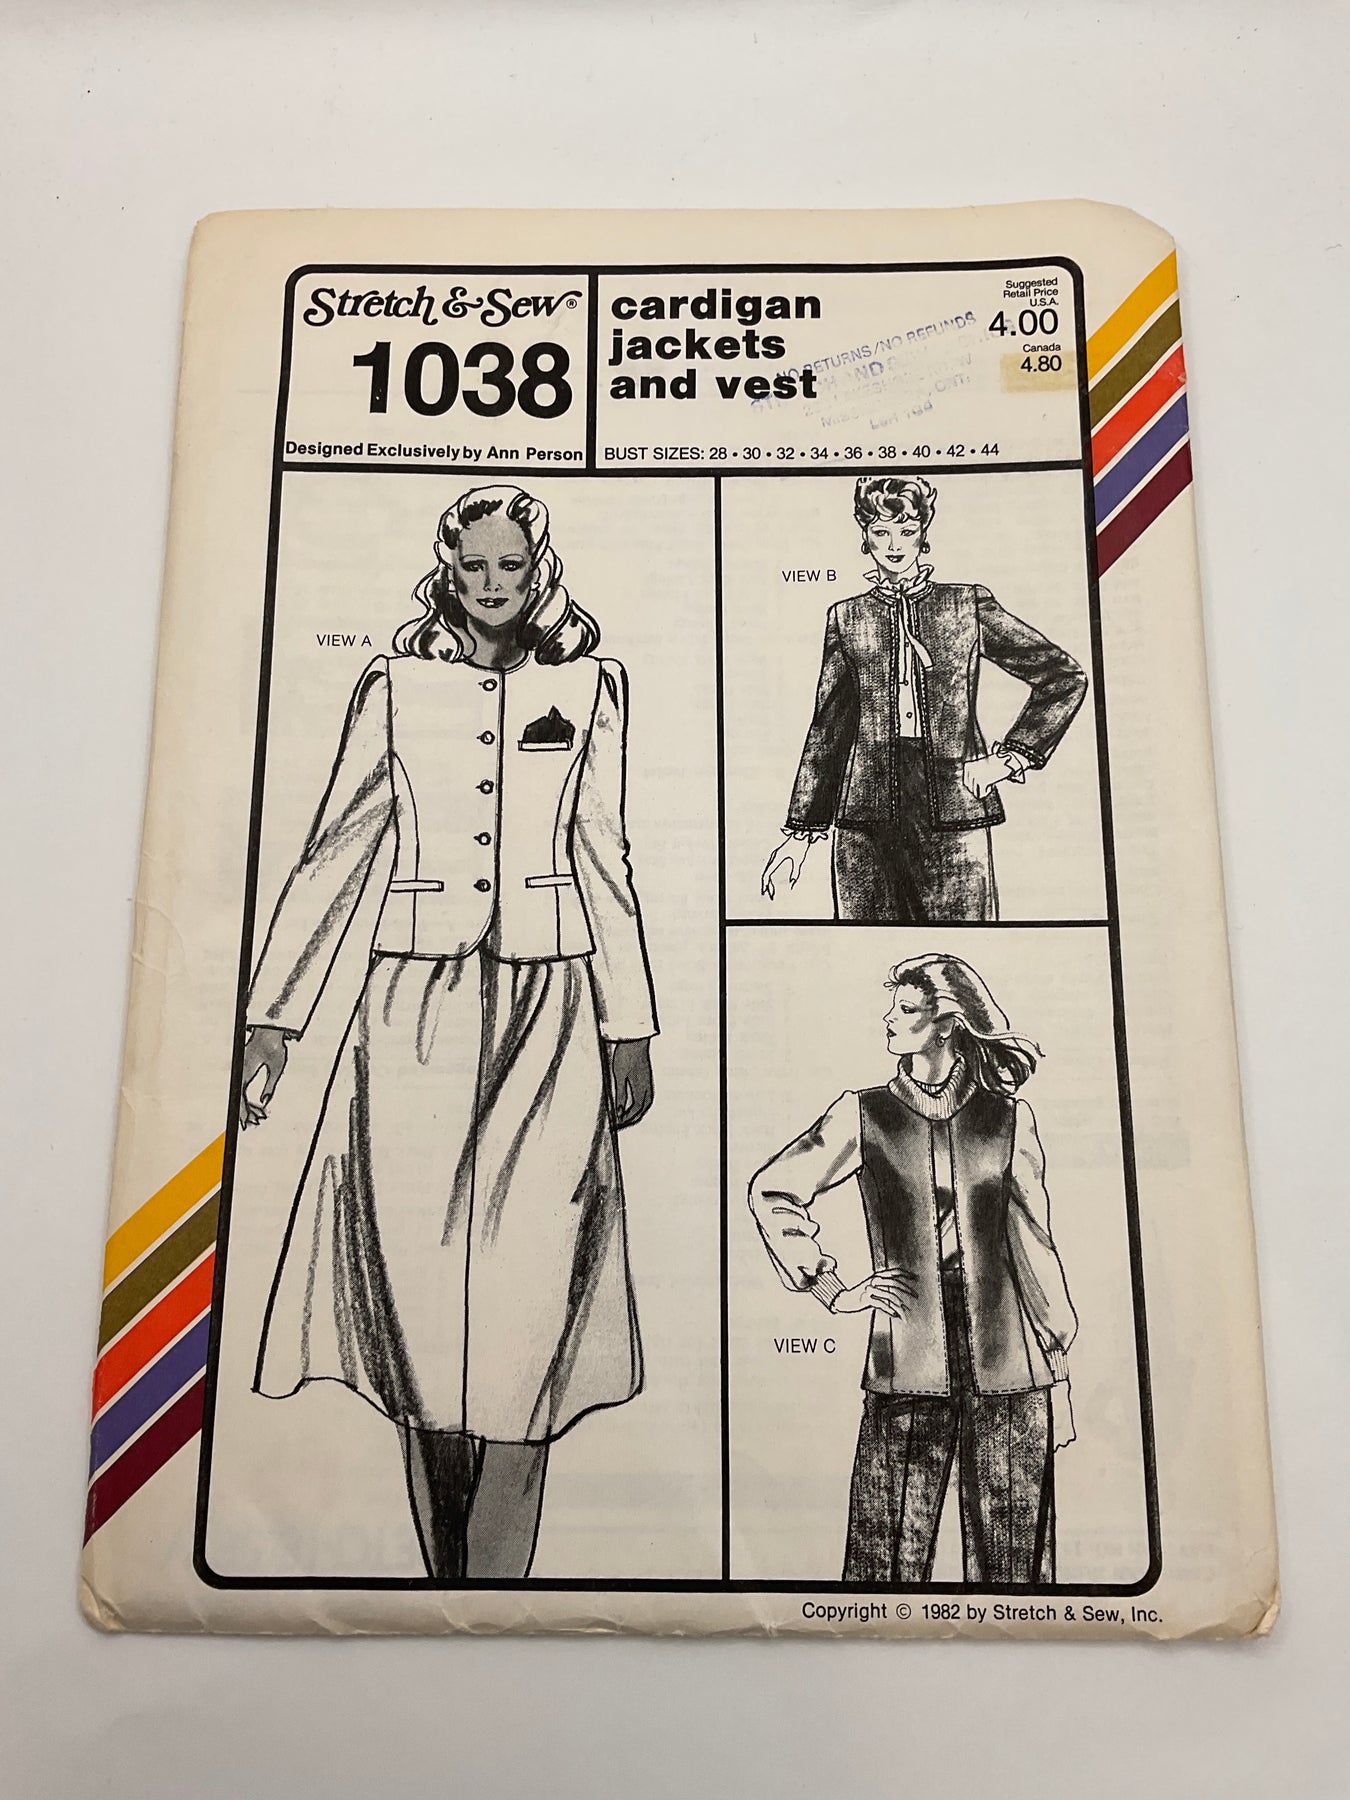 Stretch & Sew®
1038
Designed Exclusively by Ann Person
cardigan
jackets
and vest
Suggested
Retail Price
U.S.A.
4.00
Canada
4.80
NO RETURNS/NO REFUNDS
ONT.
BUST SIZES: 28 • 30 • 32 • 34 • 36 • 38 • 40 • 42 • 44
VIEW A
VIEW B
VIEW C
Copyright © 1982 by Stretch & Sew, Inc.